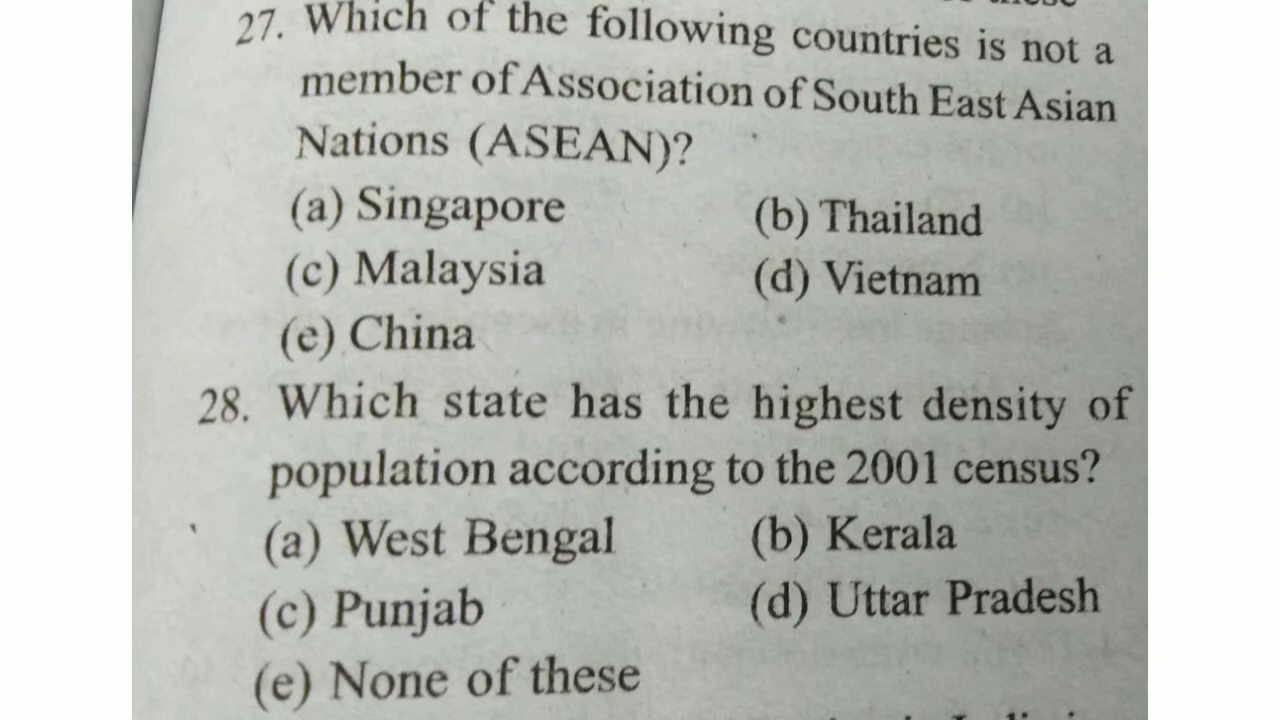 27. Which of the following countries is not a
member of Association of South East Asian
Nations (ASEAN)?
(a) Singapore (b) Thailand
(c) Malaysia (d) Vietnam
(e) China
28. Which state has the highest density of
population according to the 2001 census?
(a) West Bengal (b) Kerala
(c) Punjab (d) Uttar Pradesh
(e) None of these